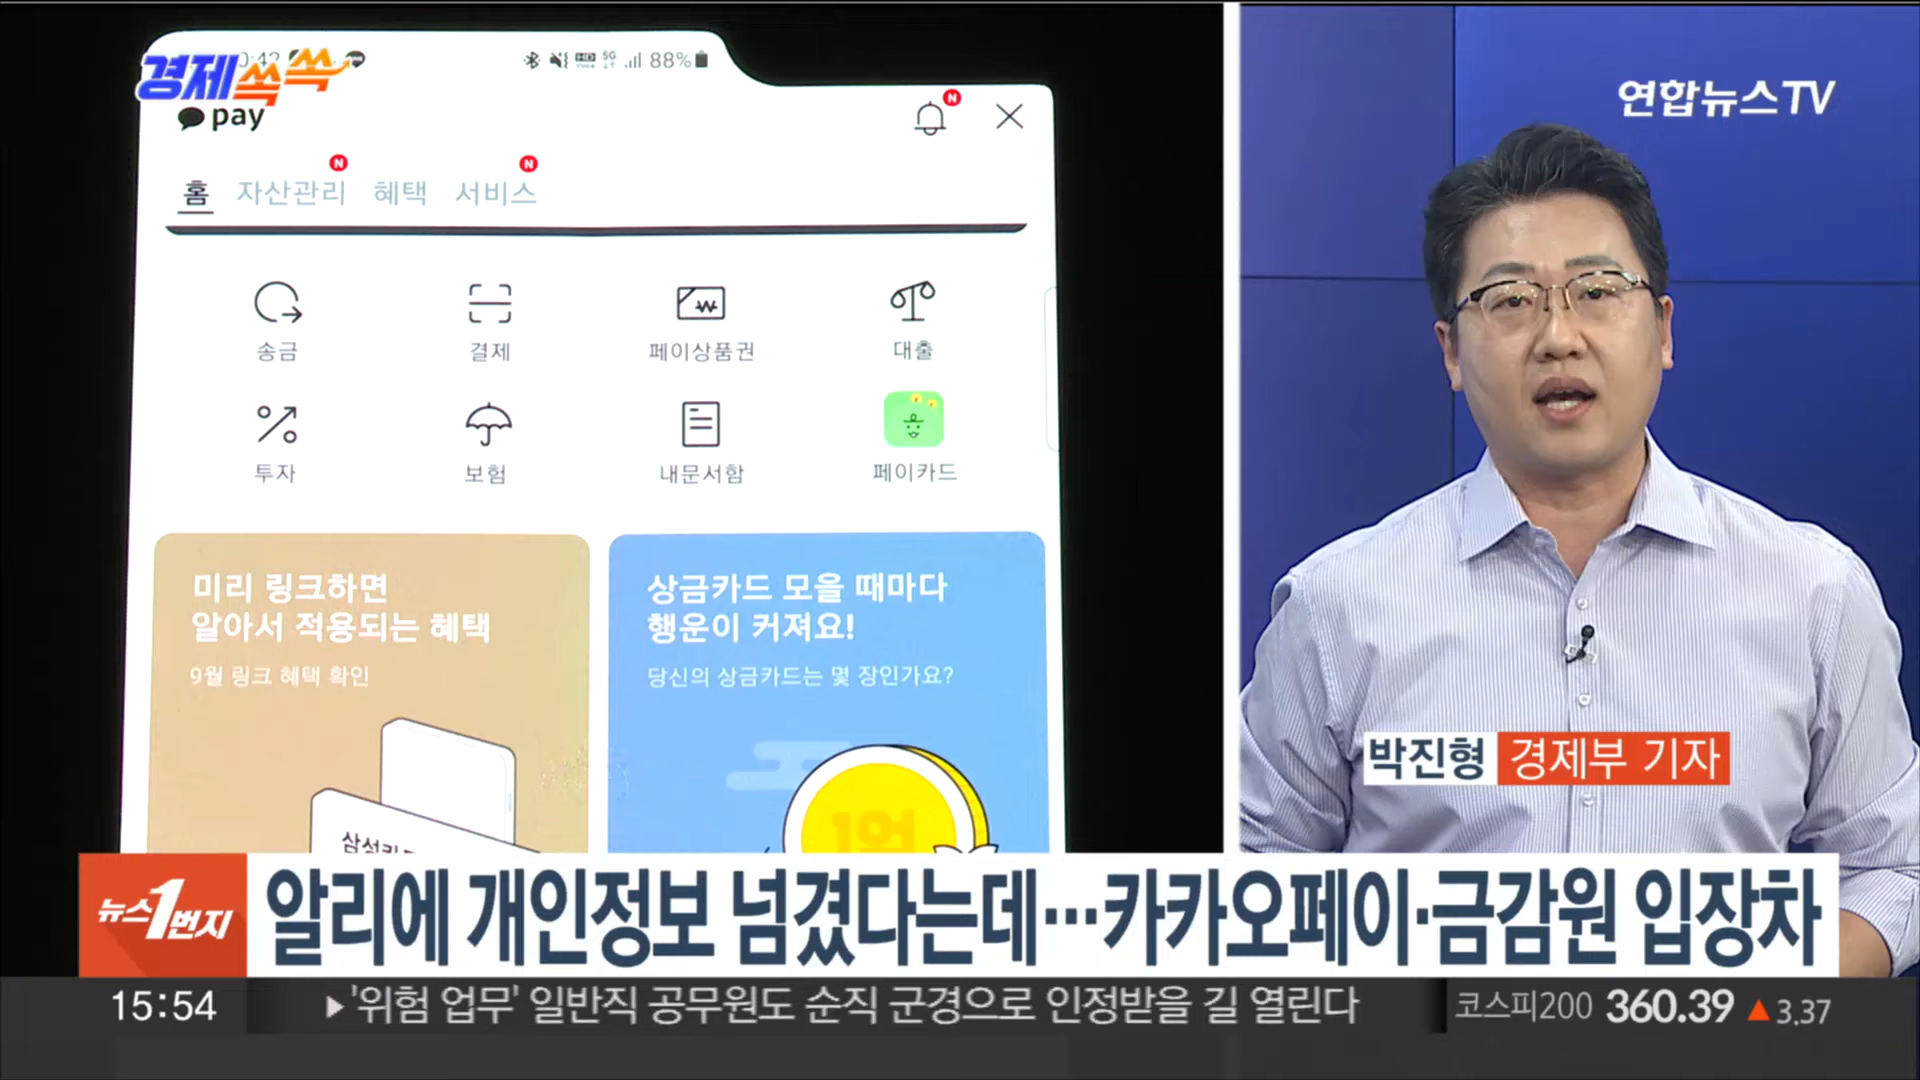 경제쏙쏙
88%
pay
N
N
N
홈 자산관리 혜택 서비스
송금 결제 페이상품권 대출
투자 보험 내문서함 페이카드
미리 링크하면
알아서 적용되는 혜택
9월 링크 혜택 확인
상금카드 모을 때마다
행운이 커져요!
당신의 상금카드는 몇 장인가요?
1억
연합뉴스TV
박진형 경제부 기자
뉴스1번지
알리에 개인정보 넘겼다는데…카카오페이·금감원 입장차
15:54
▶'위험 업무' 일반직 공무원도 순직 군경으로 인정받을 길 열린다
코스피200 360.39 ▲3.37